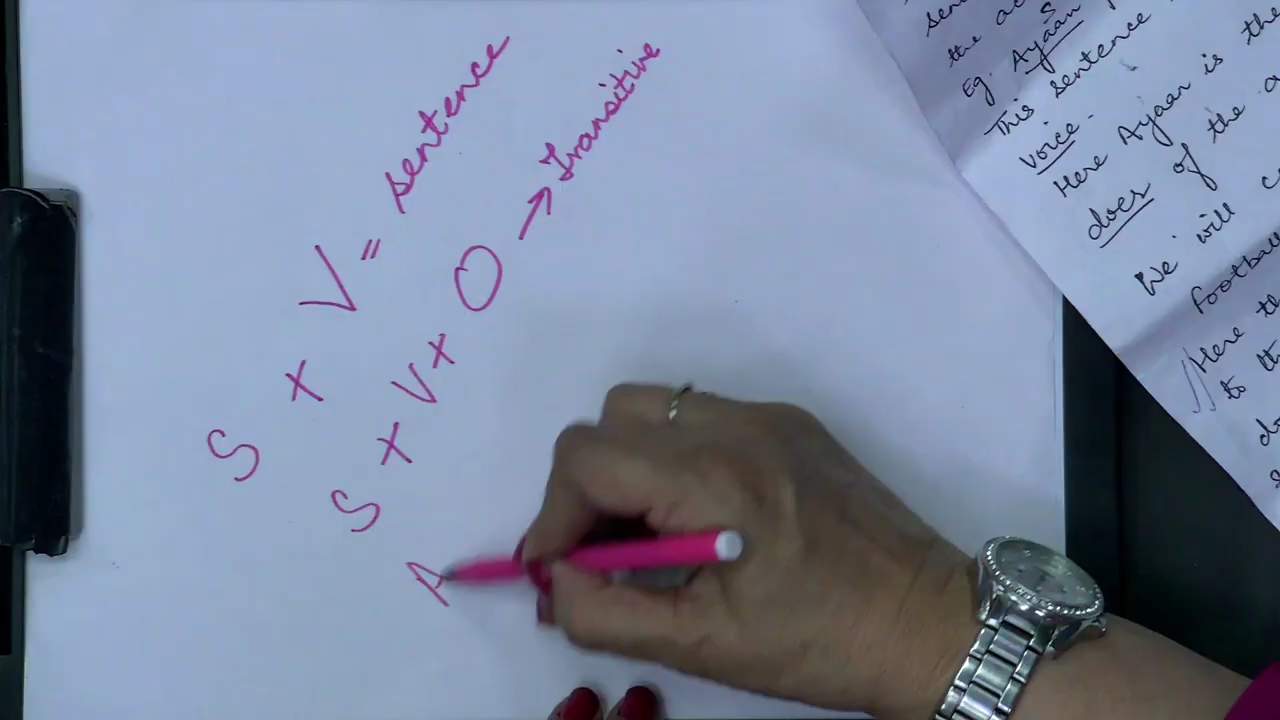 S + V" sentence
S + V + O → Transitive
A
the ac
Eg. Ayaan
S
This sentence
voice.
Here Ayaan is the
does of the a
We will c
Football
// Here th
to th
do